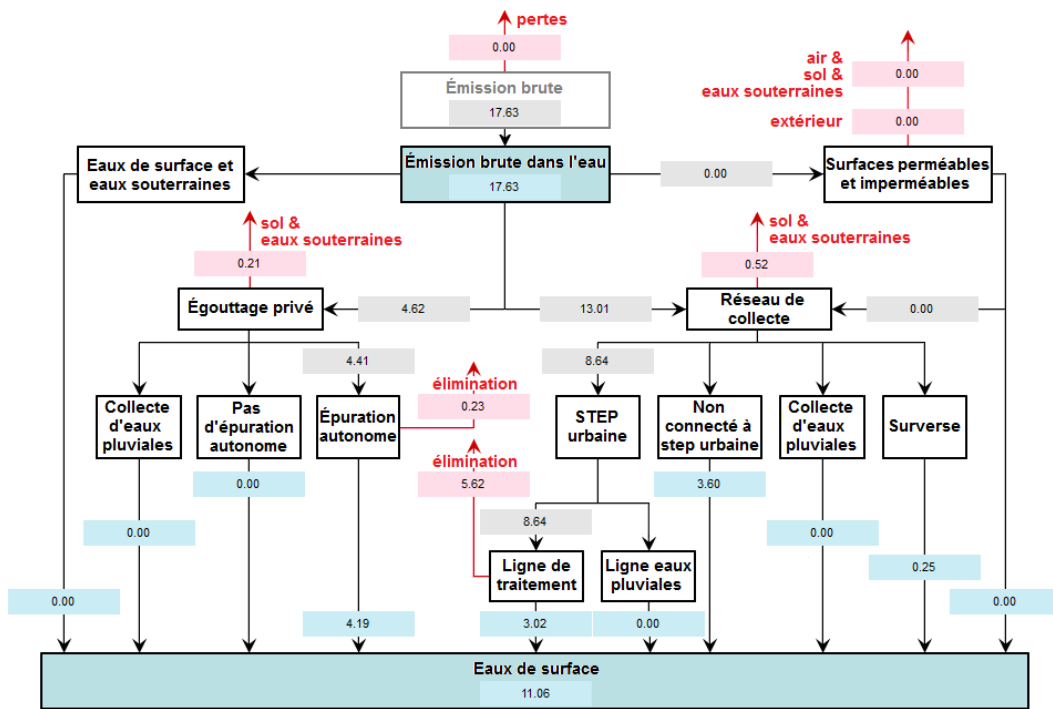 pertes
0.00
Émission brute
17.63
air &
sol &
eaux souterraines
0.00
extérieur
0.00
Eaux de surface et
eaux souterraines
Émission brute dans l'eau
17.63
0.00
Surfaces perméables
et imperméables
sol &
eaux souterraines
0.21
sol &
eaux souterraines
0.52
Égouttage privé
4.62
13.01
Réseau de
collecte
0.00
4.41
8.64
élimination
0.23
Collecte
d'eaux
pluviales
Pas
d'épuration
autonome
Épuration
autonome
STEP
urbaine
Non
connecté à
step urbaine
Collecte
d'eaux
pluviales
Surverse
élimination
5.62
0.00
3.60
0.00
8.64
0.00
Ligne de
traitement
Ligne eaux
pluviales
0.25
0.00
4.19
3.02
0.00
0.00
Eaux de surface
11.06